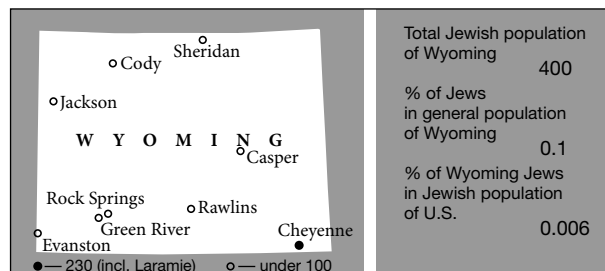 Sheridan
Cody
Jackson
WYOMING
Casper
Rock Springs
Rawlins
Green River
Cheyenne
Evanston
●— 230 (incl. Laramie) ○— under 100
Total Jewish population
of Wyoming
400
% of Jews
in general population
of Wyoming
0.1
% of Wyoming Jews
in Jewish population
of U.S.
0.006